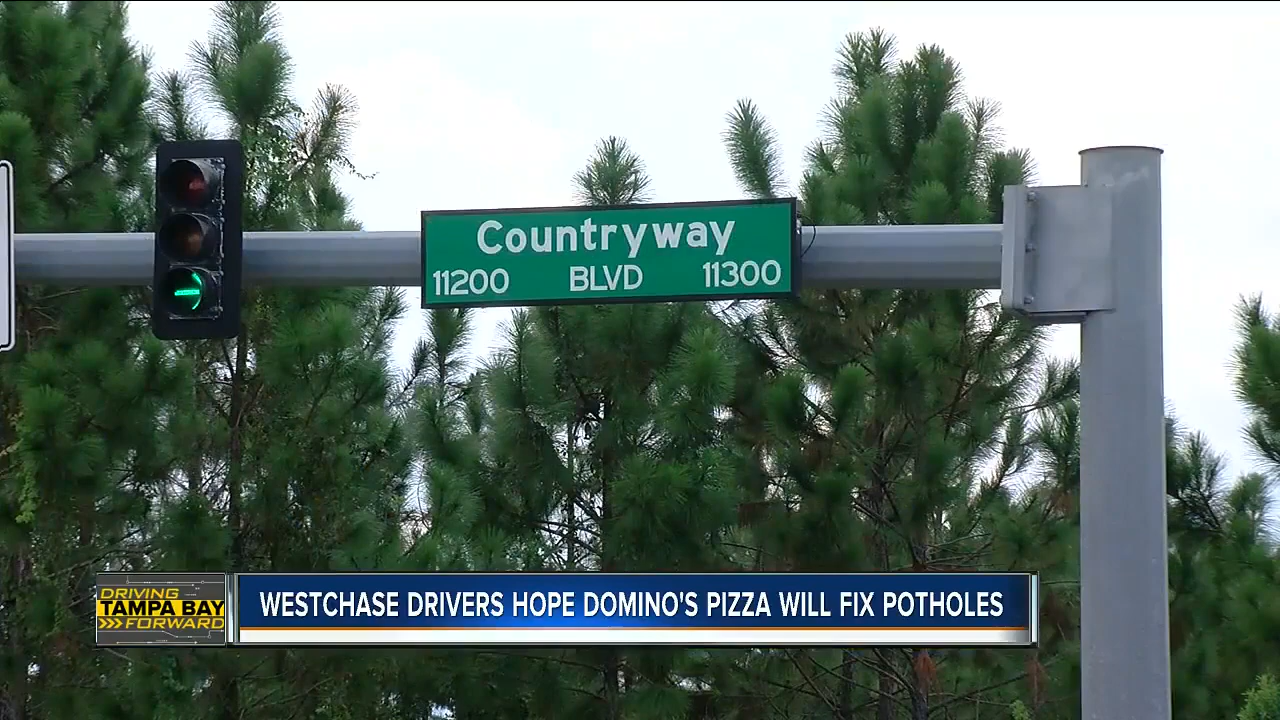 Countryway
11200 BLVD 11300
DRIVING
TAMPA BAY
FORWARD
WESTCHASE DRIVERS HOPE DOMINO'S PIZZA WILL FIX POTHOLES